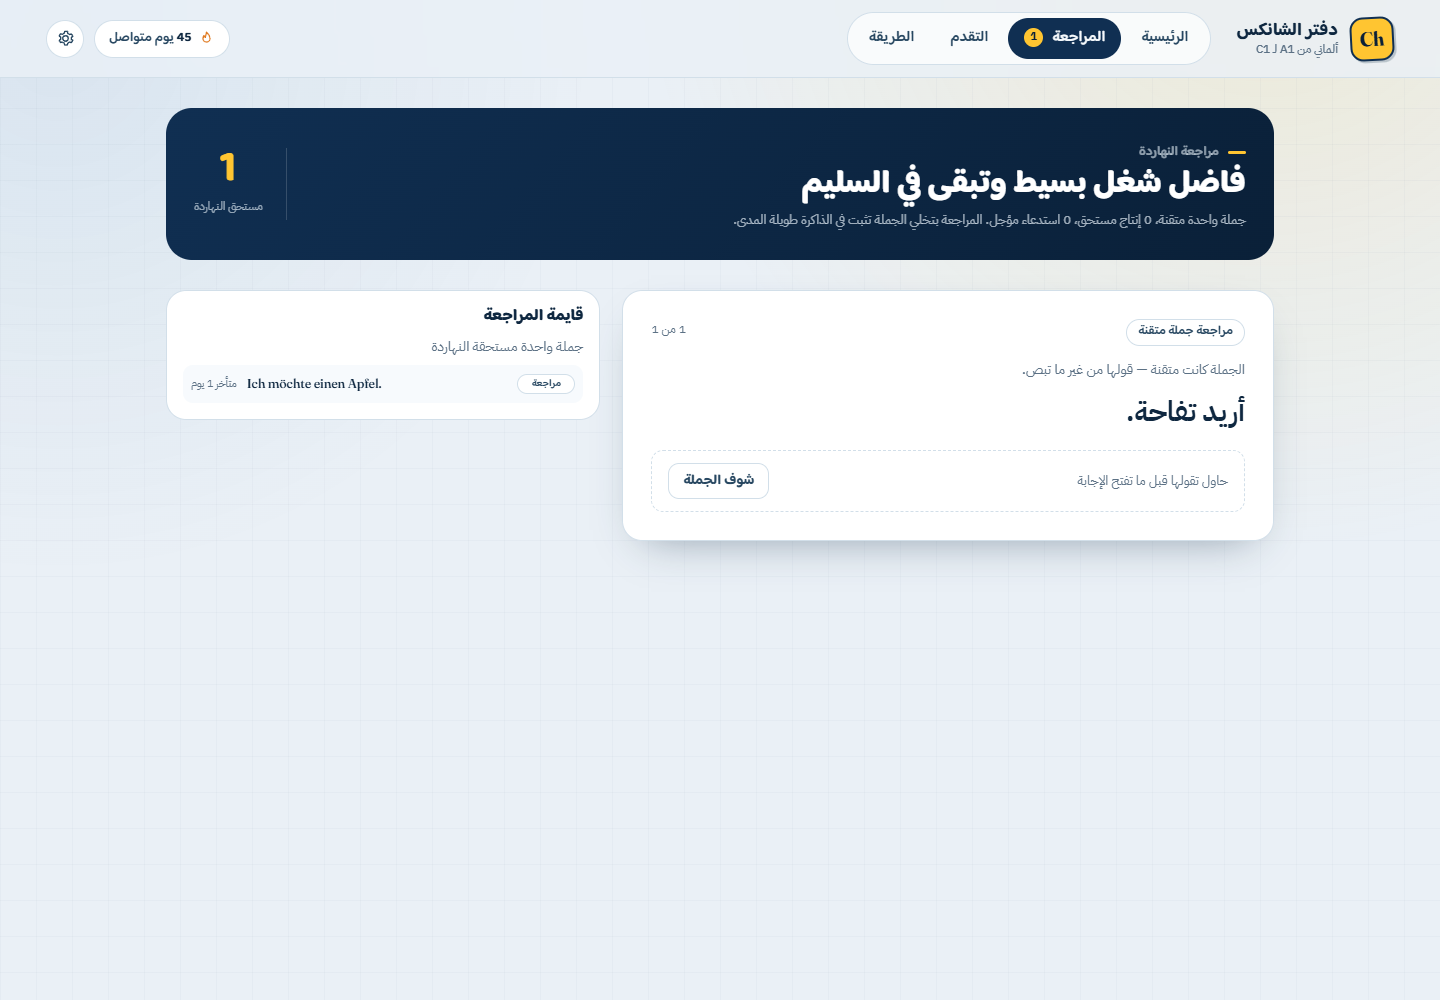 Ch
دفتر الشانكس
ألماني من A1 لـ C1
الرئيسية
المراجعة 1
التقدم
الطريقة
45 يوم متواصل
مراجعة النهاردة
فاضل شغل بسيط وتبقى في السليم
جملة واحدة متقنة، 0 إنتاج مستحق، 0 استدعاء مؤجل. المراجعة بتخلي الجملة تثبت في الذاكرة طويلة المدى.
1
مستحق النهاردة
مراجعة جملة متقنة
1 من 1
الجملة كانت متقنة — قولها من غير ما تبص.
أريد تفاحة.
حاول تقولها قبل ما تفتح الإجابة
شوف الجملة
قايمة المراجعة
جملة واحدة مستحقة النهاردة
مراجعة
Ich möchte einen Apfel.
متأخر 1 يوم